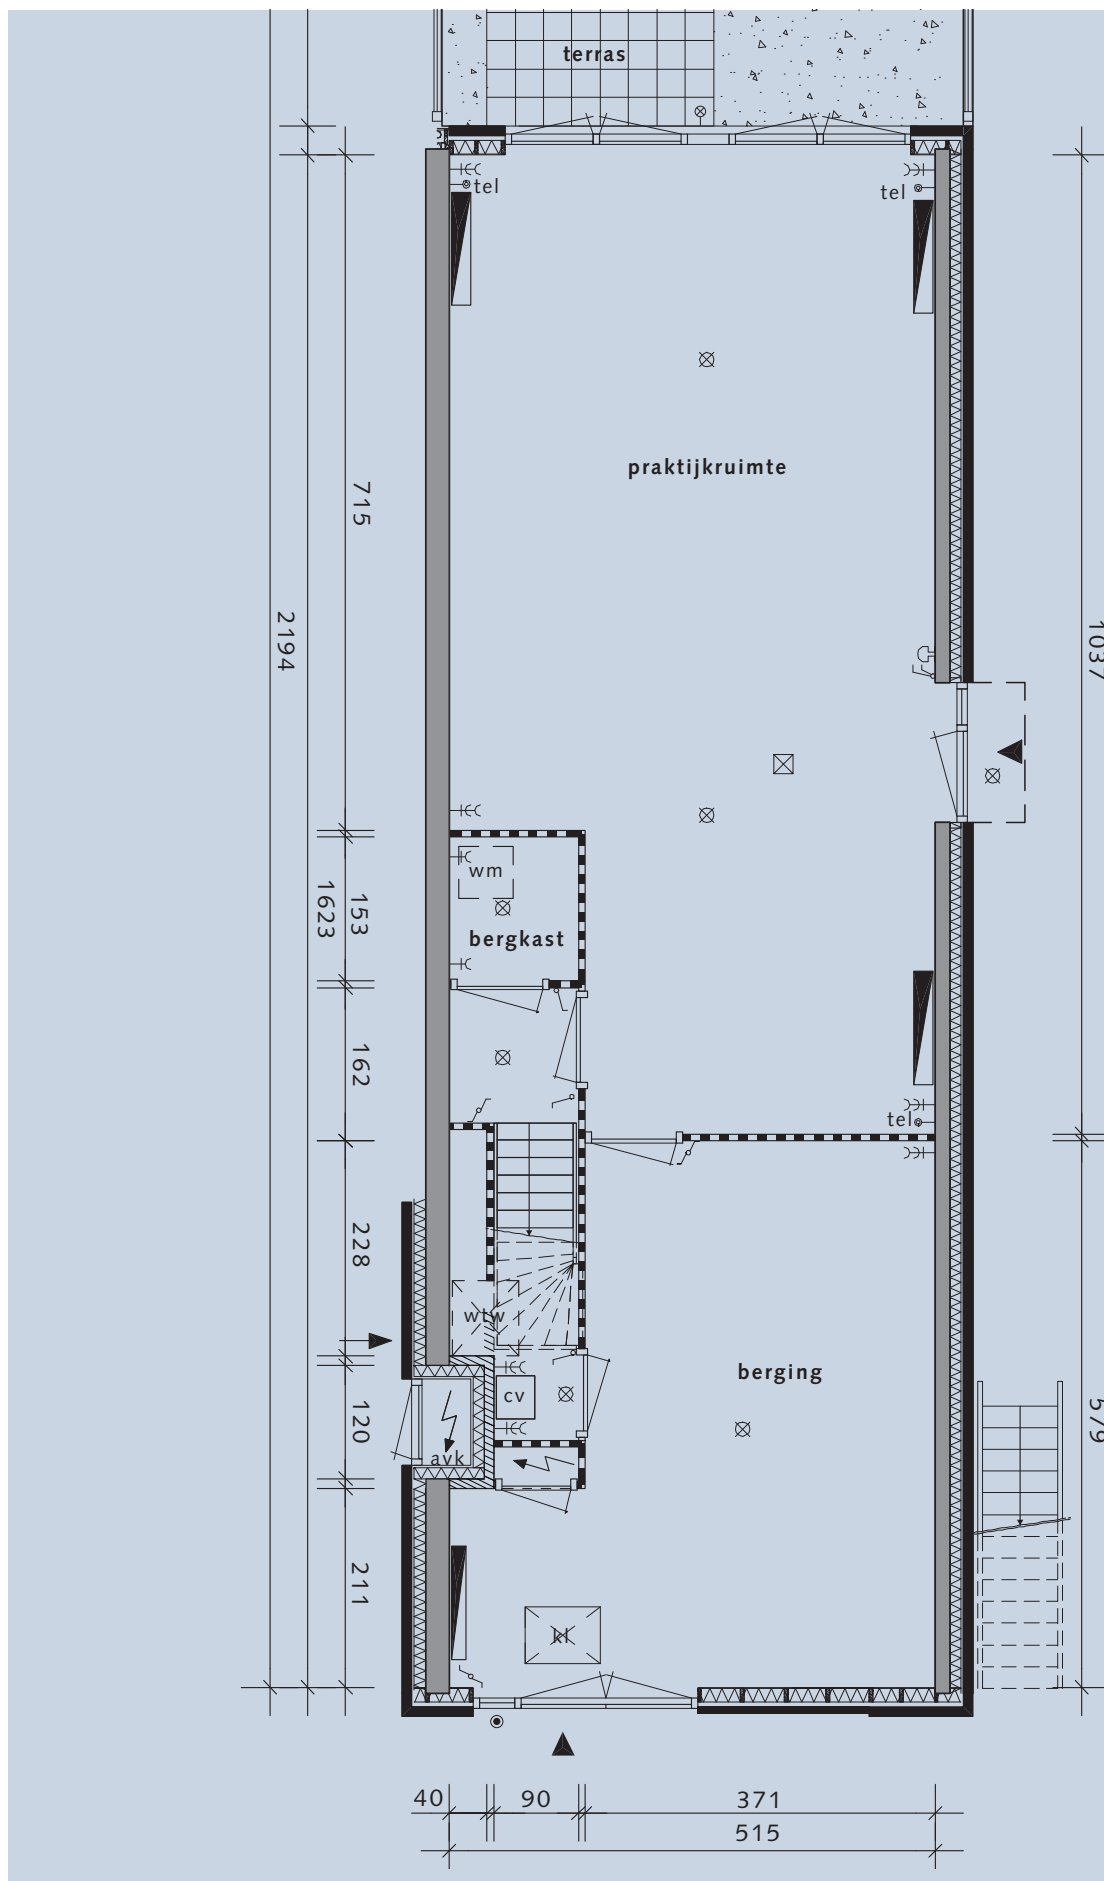 terras
tel
tel
praktijkruimte
715
2194
1037
wm
153
1623
bergkast
162
tel
228
wtw
berging
cv
120
579
avk
211
kl
40
90
371
515